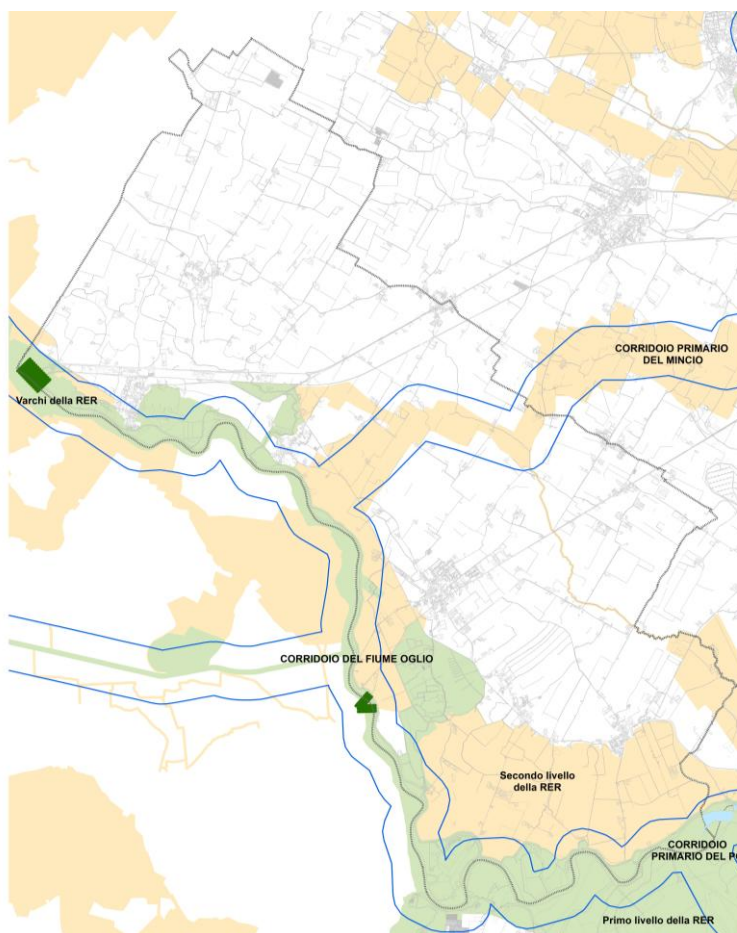 CORRIDOIO PRIMARIO
DEL MINCIO
Varchi della RER
CORRIDOIO DEL FIUME OGLIO
Secondo livello
della RER
CORRIDOIO
PRIMARIO DEL PO
Primo livello della RER